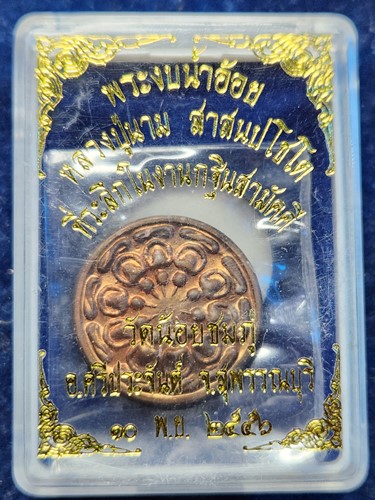 พระงบน้ำอ้อย
หลวงปู่นาม สาสนปโชโต
ที่ระลึกในงานกฐินสามัคคี
วัดน้อยชมภู่
อ.ศรีประจันต์ จ.สุพรรณบุรี
๑๐ พ.ย. ๒๕๔๖